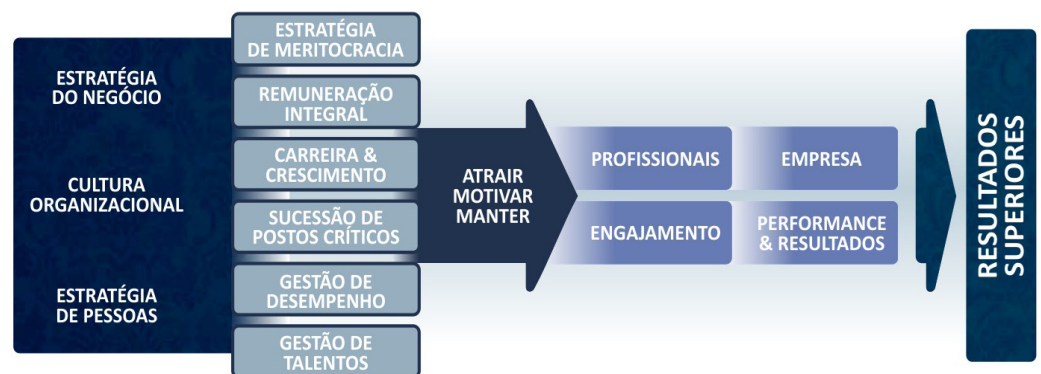 ESTRATÉGIA
DO NEGÓCIO
CULTURA
ORGANIZACIONAL
ESTRATÉGIA
DE PESSOAS
ESTRATÉGIA
DE MERITOCRACIA
REMUNERAÇÃO
INTEGRAL
CARREIRA &
CRESCIMENTO
SUCESSÃO DE
POSTOS CRÍTICOS
GESTÃO DE
DESEMPENHO
GESTÃO DE
TALENTOS
ATRAIR
MOTIVAR
MANTER
PROFISSIONAIS
EMPRESA
ENGAJAMENTO
PERFORMANCE
& RESULTADOS
RESULTADOS
SUPERIORES